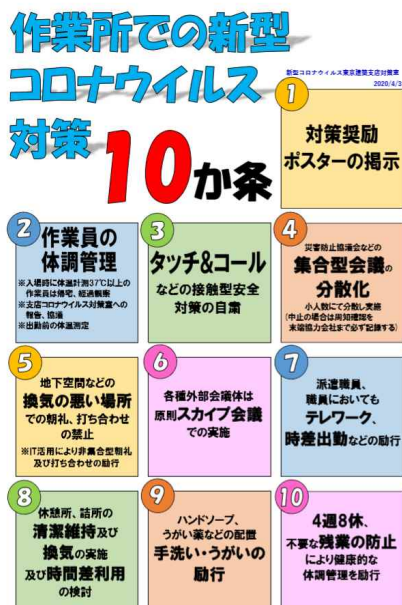 作業所での新型
コロナウイルス
対策
10か条
新型コロナウイルス東京建築支店対策室
2020/4/3
1
対策奨励
ポスターの掲示
2
作業員の
体調管理
※入場時に体温計測37℃以上の
作業員は帰宅、経過観察
※支店コロナウイルス対策室への
報告、協議
※出勤前の体温測定
3
タッチ&コール
などの接触型安全
対策の自粛
4
災害防止協議会などの
集合型会議の
分散化
小人数にて分散し実施
(中止の場合は周知確認を
末端協力会社まで必ず記録する)
5
地下空間などの
換気の悪い場所
での朝礼、打ち合わせ
の禁止
※IT活用により非集合型朝礼
及び打ち合わせの励行
6
各種外部会議体は
原則スカイプ会議
での実施
7
派遣職員、
職員においても
テレワーク、
時差出勤などの励行
8
休憩所、詰所の
清潔維持及び
換気の実施
及び時間差利用
の検討
9
ハンドソープ、
うがい薬などの配置
手洗い・うがいの
励行
10
4週8休、
不要な残業の防止
により健康的な
体調管理を励行